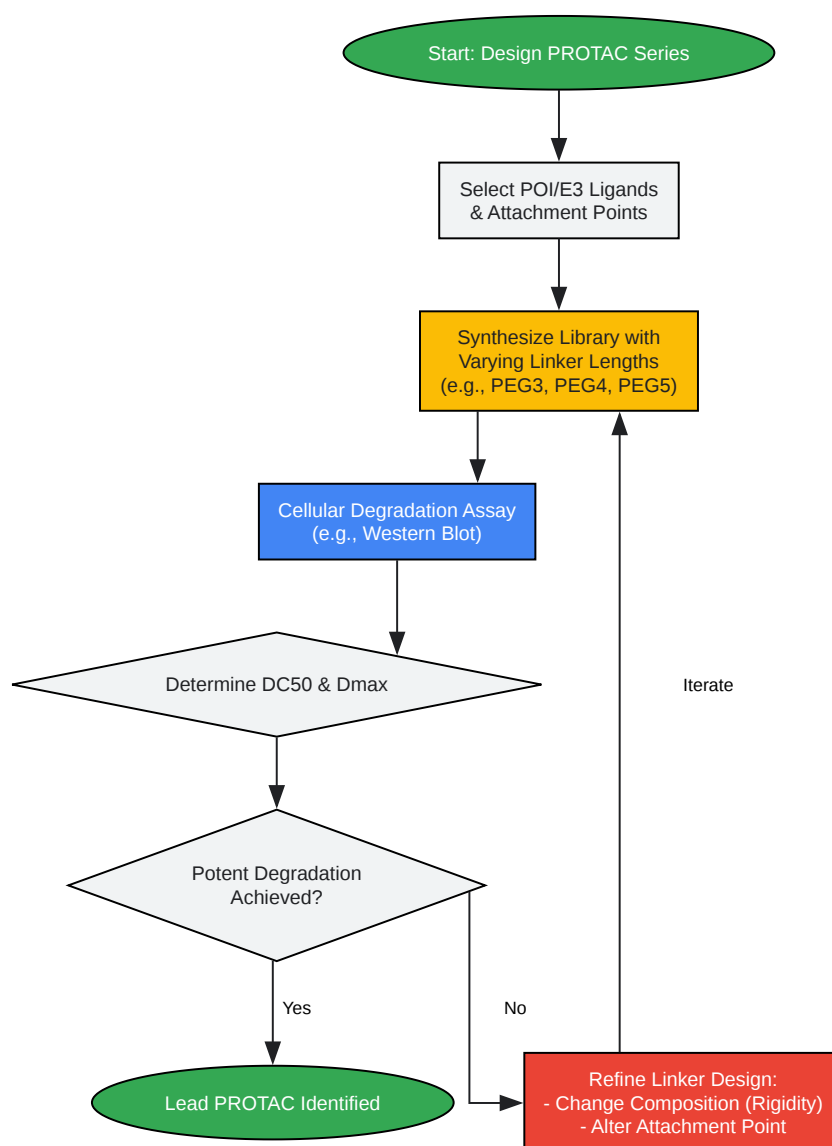 Start: Design PROTAC Series
Select POI/E3 Ligands
& Attachment Points
Synthesize Library with
Varying Linker Lengths
(e.g., PEG3, PEG4, PEG5)
Cellular Degradation Assay
(e.g., Western Blot)
Determine DC50 & Dmax
Iterate
Potent Degradation
Achieved?
Yes
No
Lead PROTAC Identified
Refine Linker Design:
- Change Composition (Rigidity)
- Alter Attachment Point